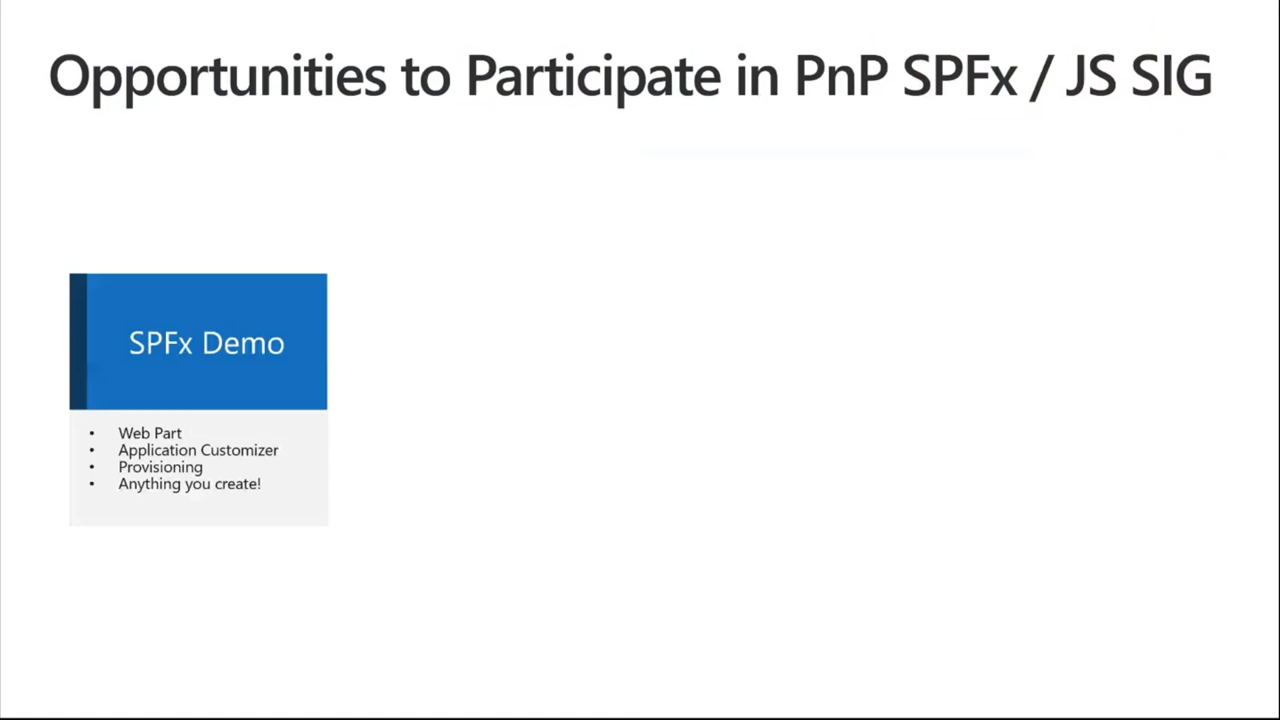 Opportunities to Participate in PnP SPFx / JS SIG
SPFx Demo
• Web Part
• Application Customizer
• Provisioning
• Anything you create!